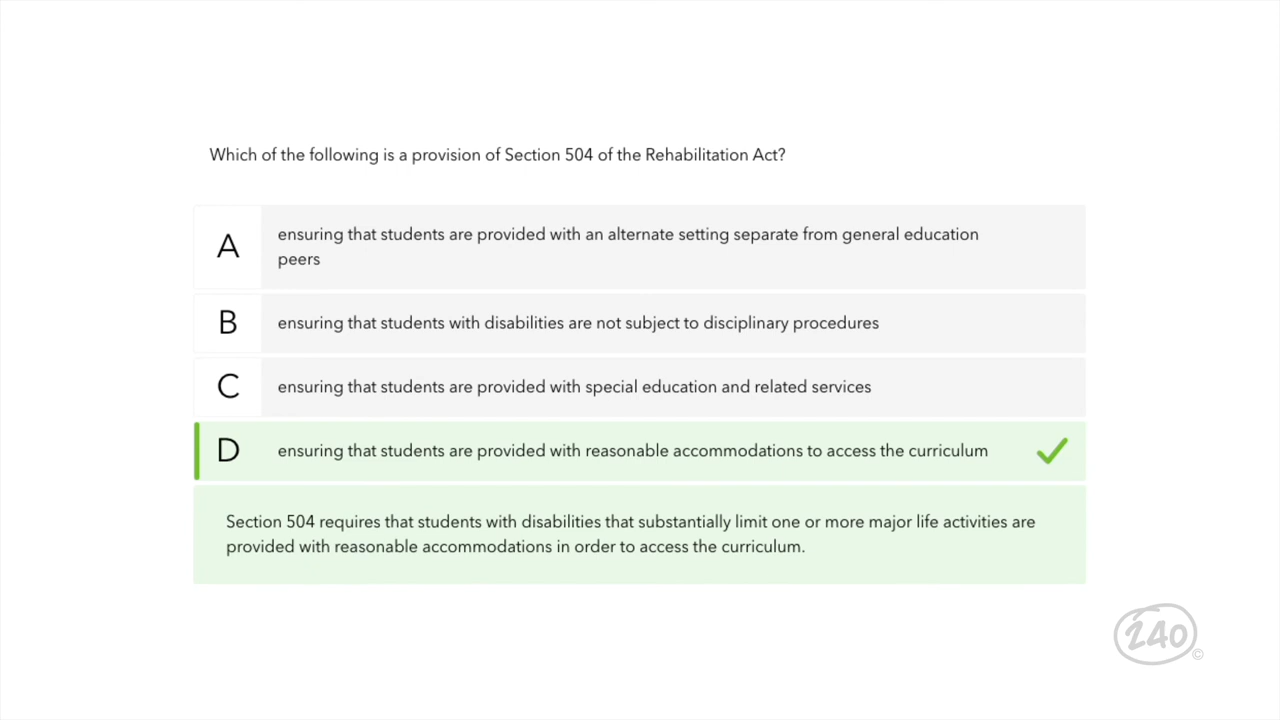 Which of the following is a provision of Section 504 of the Rehabilitation Act?
A
ensuring that students are provided with an alternate setting separate from general education
peers
B
ensuring that students with disabilities are not subject to disciplinary procedures
C
ensuring that students are provided with special education and related services
D
ensuring that students are provided with reasonable accommodations to access the curriculum
Section 504 requires that students with disabilities that substantially limit one or more major life activities are
provided with reasonable accommodations in order to access the curriculum.
240
©